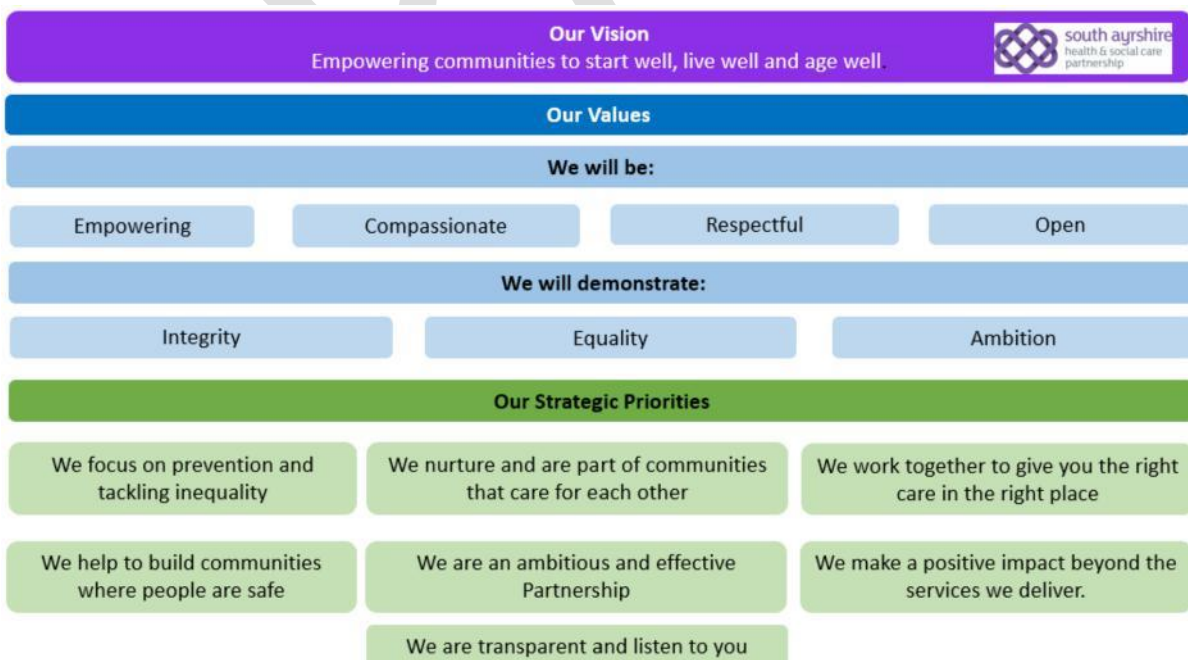 Our Vision
Empowering communities to start well, live well and age well.
south ayrshire
health & social care
partnership
Our Values
We will be:
Empowering
Compassionate
Respectful
Open
We will demonstrate:
Integrity
Equality
Ambition
Our Strategic Priorities
We focus on prevention and
tackling inequality
We nurture and are part of communities
that care for each other
We work together to give you the right
care in the right place
We help to build communities
where people are safe
We are an ambitious and effective
Partnership
We make a positive impact beyond the
services we deliver.
We are transparent and listen to you